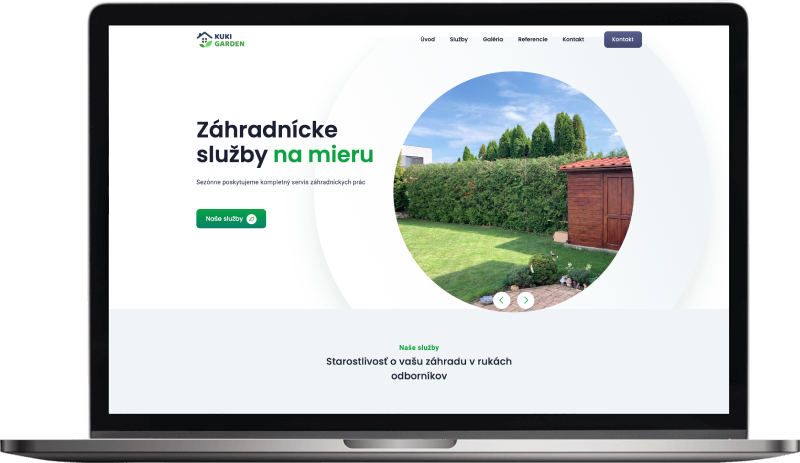 KUKI
GARDEN
Úvod Služby Galéria Referencie Kontakt Kontakt
Záhradnícke
služby na mieru
Sezónne poskytujeme kompletný servis záhradníckych prác
Naše služby
Naše služby
Starostlivosť o vašu záhradu v rukách
odborníkov